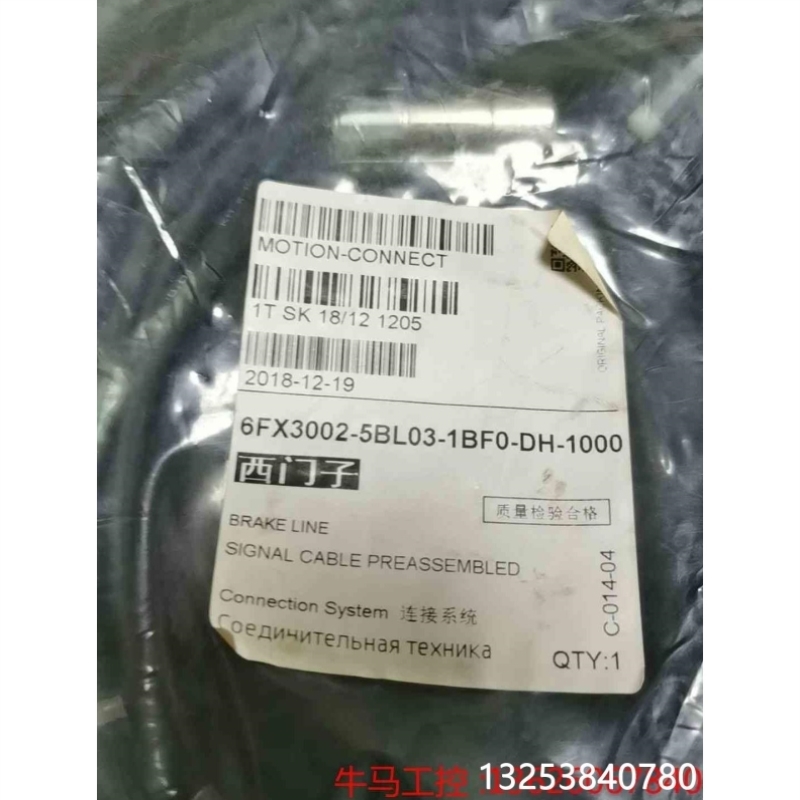 MOTION-CONNECT
1T SK 18/12 1205
2018-12-19
ORIGINAL
6FX3002-5BL03-1BF0-DH-1000
西门子
质量检验合格
BRAKE LINE
SIGNAL CABLE PREASSEMBLED
C-014-04
Connection System 连接系统
Соединительная техника
QTY:1
牛马工控
13253840780